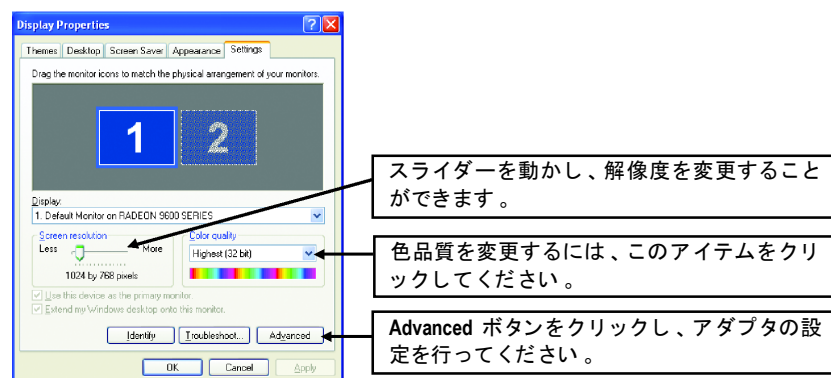 Display Properties
Themes Desktop Screen Saver Appearance Settings
Drag the monitor icons to match the physical arrangement of your monitors.
1 2
Display:
1. Default Monitor on RADEON 9600 SERIES
Screen resolution
Less More
1024 by 768 pixels
Color quality
Highest (32 bit)
Use this device as the primary monitor.
Extend my Windows desktop onto this monitor.
Identify Troubleshoot... Advanced
OK Cancel Apply
スライダーを動かし、解像度を変更すること
ができます。
色品質を変更するには、このアイテムをクリ
ックしてください。
Advanced ボタンをクリックし、アダプタの設
定を行ってください。